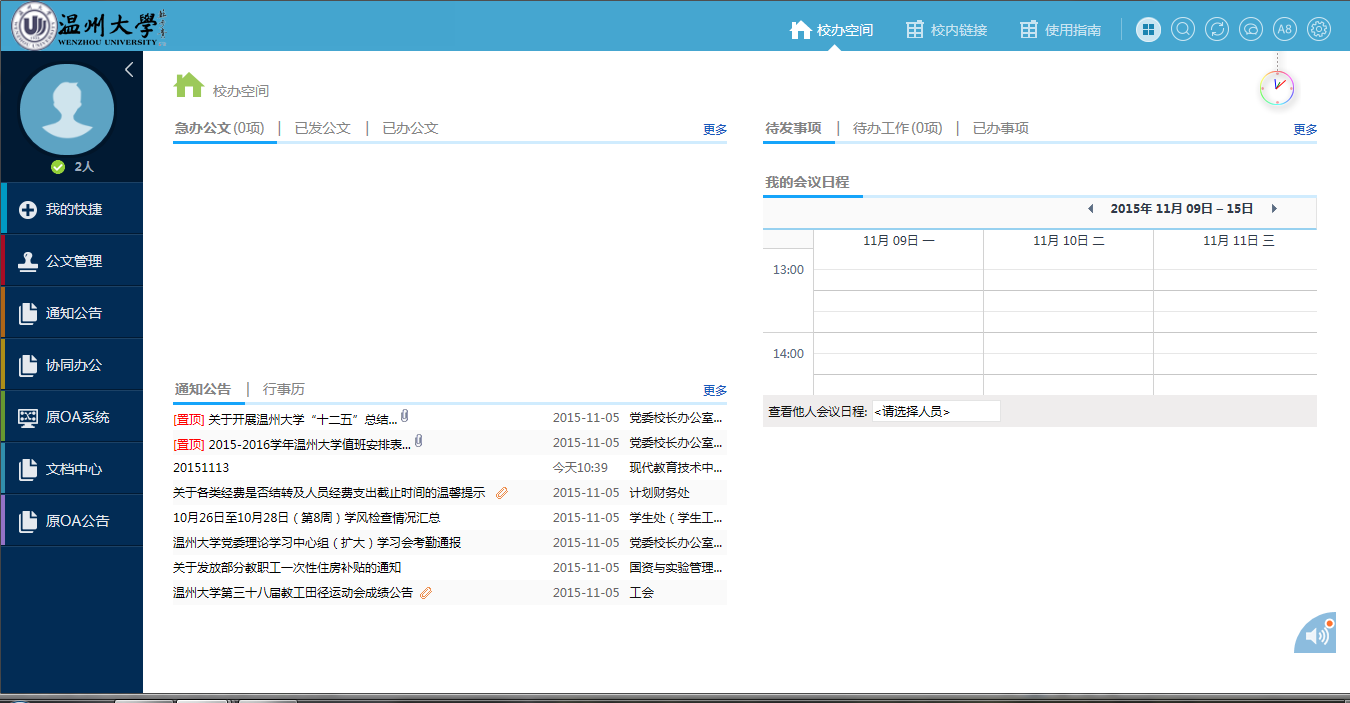 温州大学
WENZHOU UNIVERSITY
校办空间
校内链接
使用指南
A8
2人
我的快捷
公文管理
通知公告
协同办公
原OA系统
文档中心
原OA公告
校办空间
急办公文(0项) | 已发公文 | 已办公文 更多
待发事项 | 待办工作(0项) | 已办事项 更多
我的会议日程
2015年 11月 09日 – 15日
11月 09日 一 11月 10日 二 11月 11日 三
13:00
14:00
查看他人会议日程: <请选择人员>
通知公告 | 行事历 更多
[置顶] 关于开展温州大学“十二五”总结... 2015-11-05 党委校长办公室...
[置顶] 2015-2016学年温州大学值班安排表... 2015-11-05 党委校长办公室...
20151113 今天10:39 现代教育技术中...
关于各类经费是否结转及人员经费支出截止时间的温馨提示 2015-11-05 计划财务处
10月26日至10月28日（第8周）学风检查情况汇总 2015-11-05 学生处（学生工...
温州大学党委理论学习中心组（扩大）学习会考勤通报 2015-11-05 党委校长办公室...
关于发放部分教职工一次性住房补贴的通知 2015-11-05 国资与实验管理...
温州大学第三十八届教工田径运动会成绩公告 2015-11-05 工会